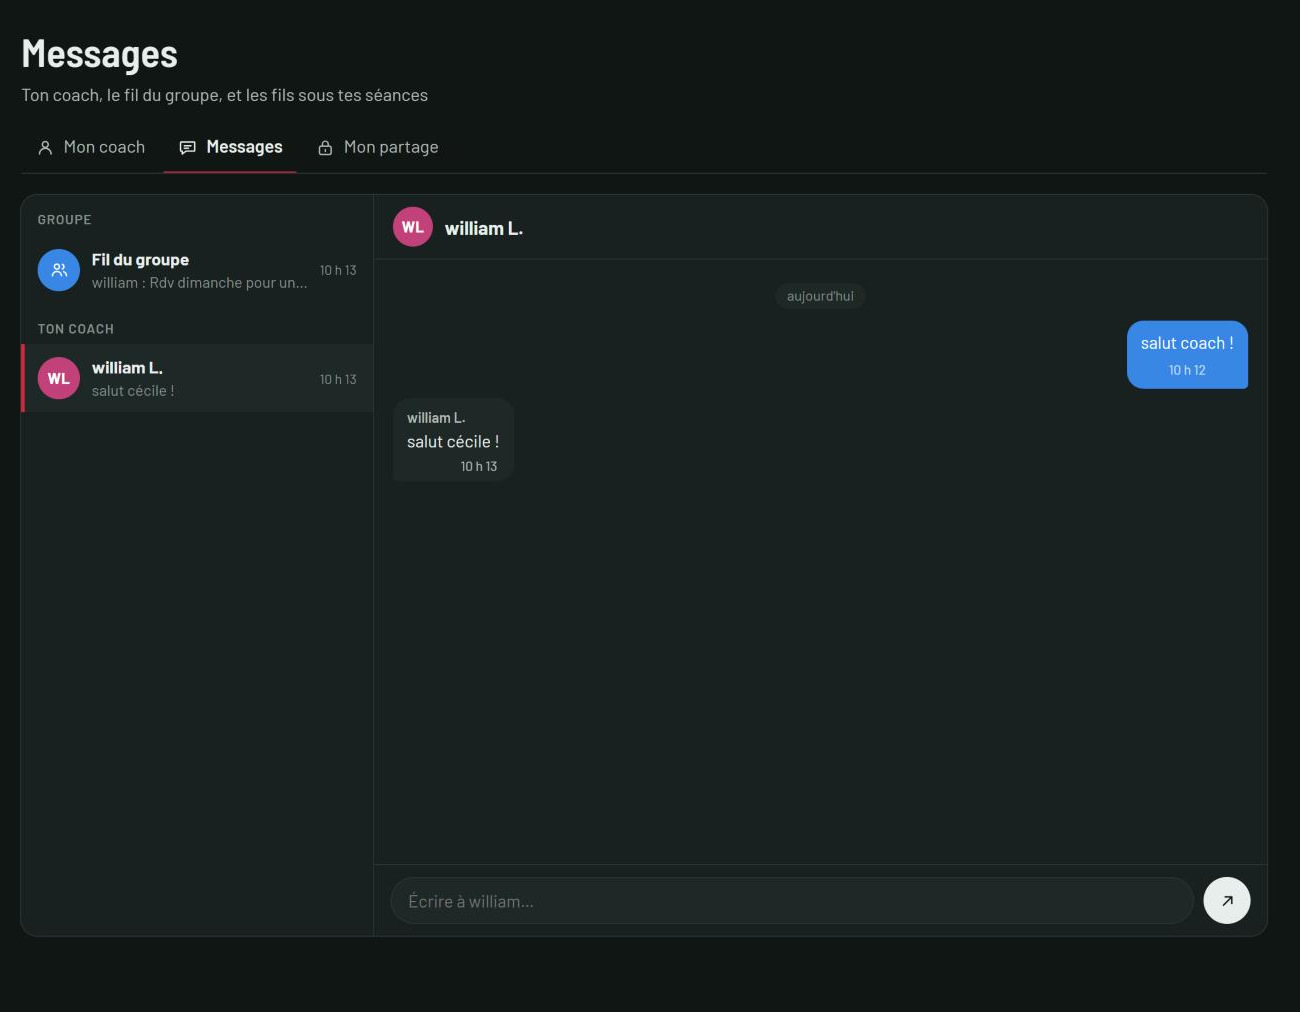 Messages
Ton coach, le fil du groupe, et les fils sous tes séances
Mon coach
Messages
Mon partage
GROUPE
Fil du groupe
william : Rdv dimanche pour un...
10 h 13
TON COACH
WL
william L.
salut cécile !
10 h 13
WL
william L.
aujourd'hui
salut coach !
10 h 12
william L.
salut cécile !
10 h 13
Écrire à william...